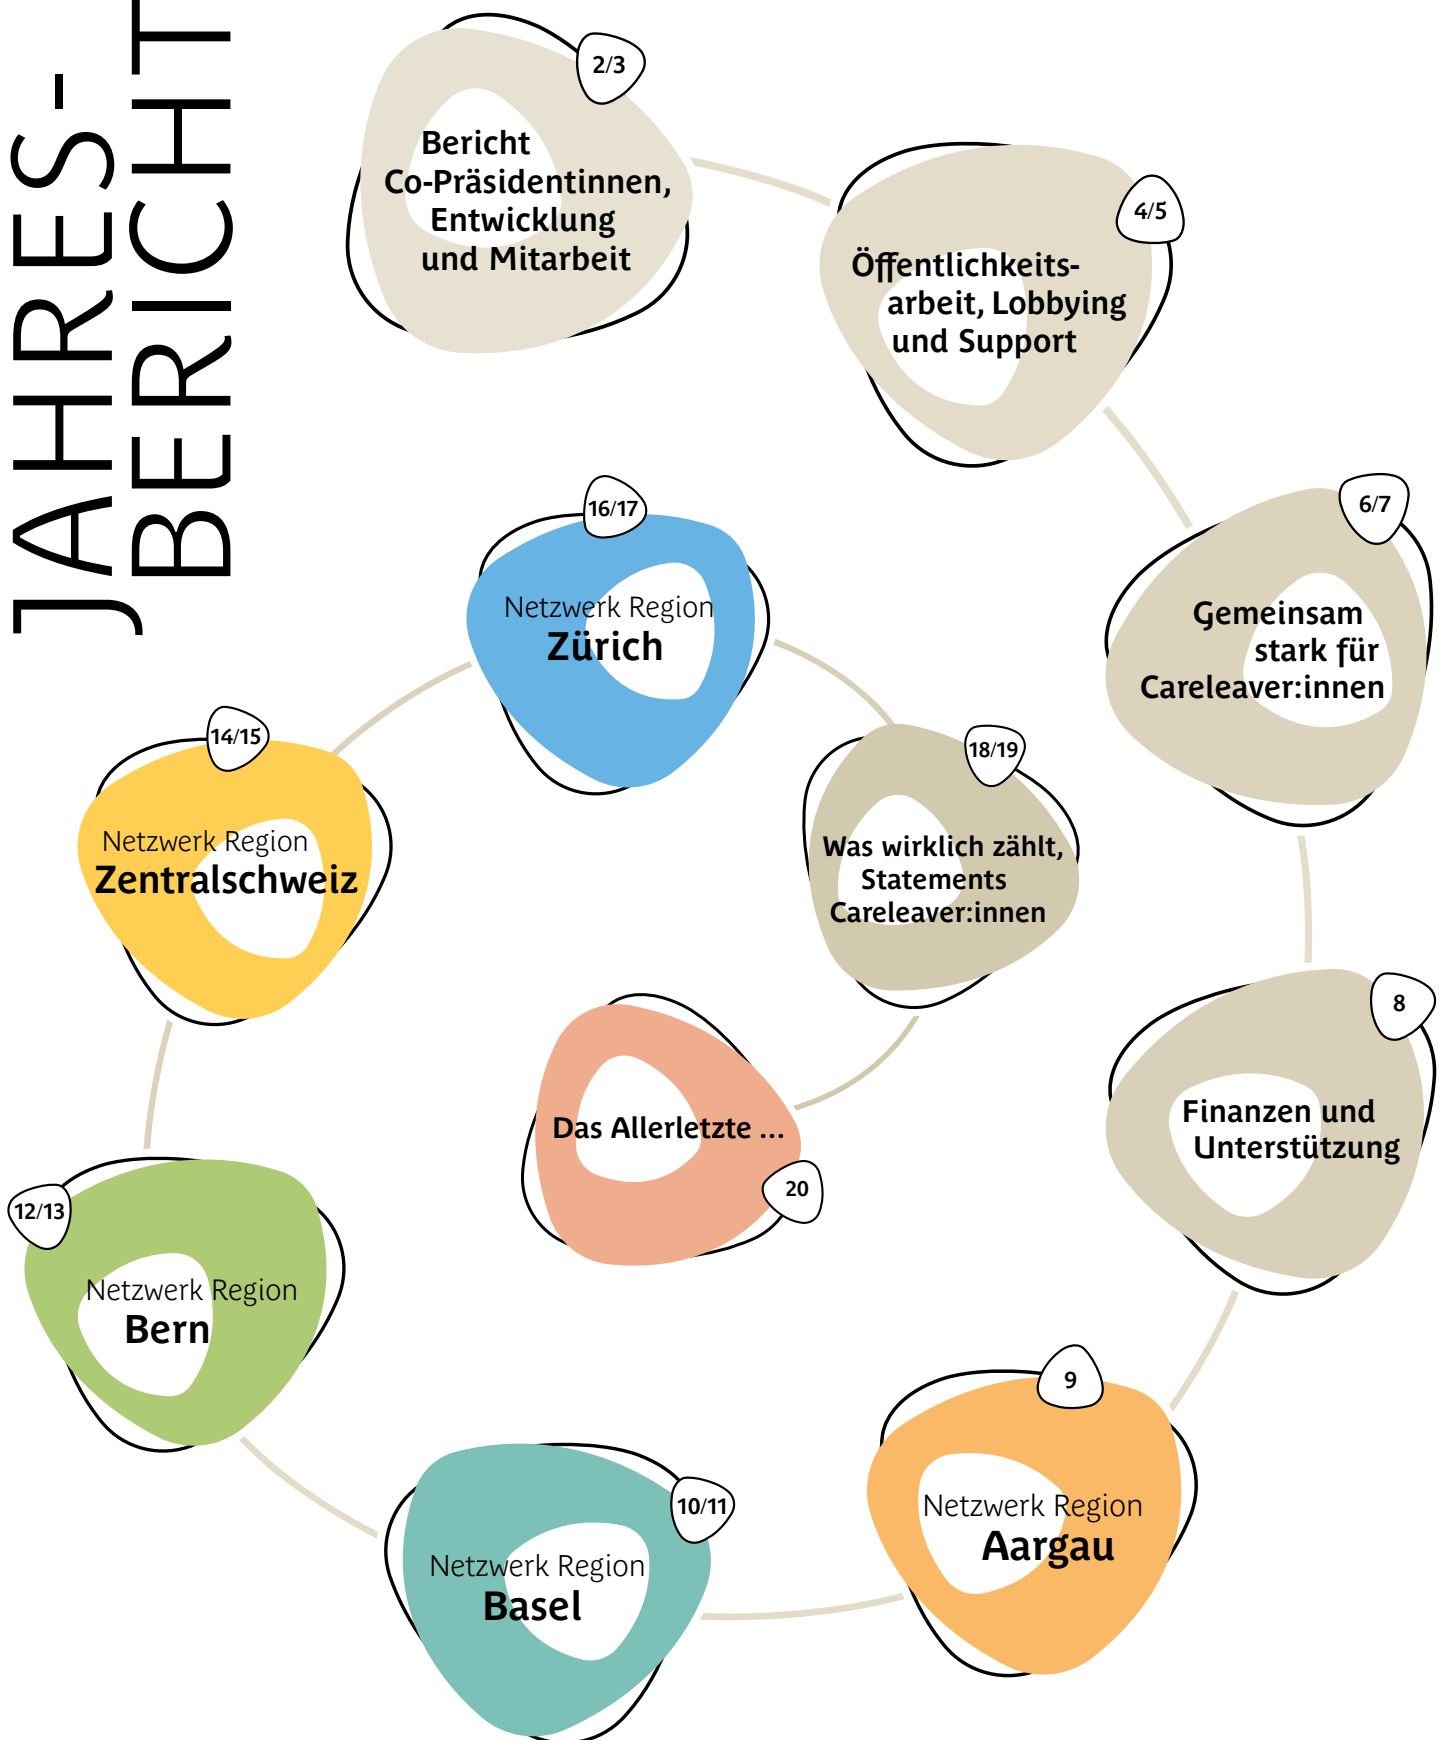 JAHRES-
BERICHT
2/3
Bericht
Co-Präsidentinnen,
Entwicklung
und Mitarbeit
4/5
Öffentlichkeits-
arbeit, Lobbying
und Support
6/7
Gemeinsam
stark für
Careleaver:innen
8
Finanzen und
Unterstützung
9
Netzwerk Region
Aargau
10/11
Netzwerk Region
Basel
12/13
Netzwerk Region
Bern
14/15
Netzwerk Region
Zentralschweiz
16/17
Netzwerk Region
Zürich
18/19
Was wirklich zählt,
Statements
Careleaver:innen
Das Allerletzte ...
20